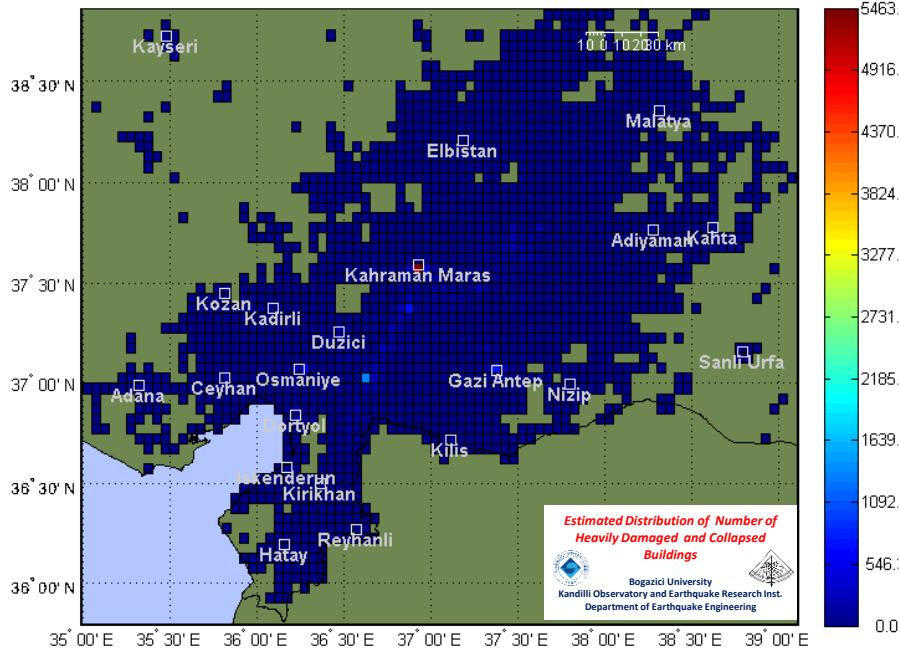 5463.
4916.
4370.
3824.
3277.
2731.
2185.
1639.
1092.
546.
0.0
38° 30' N
38° 00' N
37° 30' N
37° 00' N
36° 30' N
36° 00' N
Kayseri
10 0 10 20 30 km
Malatya
Elbistan
Adiyaman
Kahta
Kahraman Maras
Kozan
Kadirli
Duzici
Sanli Urfa
Adana
Ceyhan
Osmaniye
Gazi Antep
Nizip
Dortyol
Kilis
Iskenderun
Kirikhan
Reyhanli
Hatay
Estimated Distribution of Number of
Heavily Damaged and Collapsed
Buildings
Bogazici University
Kandilli Observatory and Earthquake Research Inst.
Department of Earthquake Engineering
35° 00' E
35° 30' E
36° 00' E
36° 30' E
37° 00' E
37° 30' E
38° 00' E
38° 30' E
39° 00' E